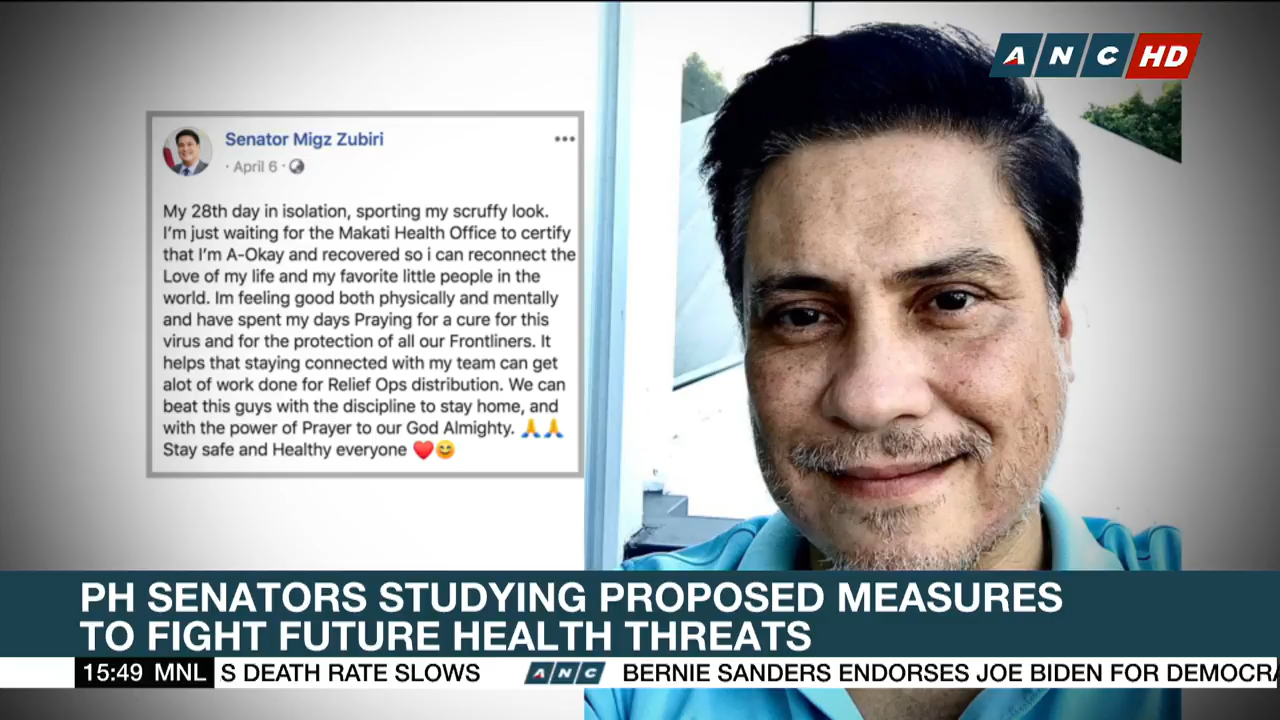 ANC HD
Senator Migz Zubiri
· April 6 ·
My 28th day in isolation, sporting my scruffy look.
I'm just waiting for the Makati Health Office to certify
that I'm A-Okay and recovered so i can reconnect the
Love of my life and my favorite little people in the
world. Im feeling good both physically and mentally
and have spent my days Praying for a cure for this
virus and for the protection of all our Frontliners. It
helps that staying connected with my team can get
alot of work done for Relief Ops distribution. We can
beat this guys with the discipline to stay home, and
with the power of Prayer to our God Almighty. 🙏🙏
Stay safe and Healthy everyone ❤️😊
PH SENATORS STUDYING PROPOSED MEASURES
TO FIGHT FUTURE HEALTH THREATS
15:49 MNL S DEATH RATE SLOWS ANC BERNIE SANDERS ENDORSES JOE BIDEN FOR DEMOCRA